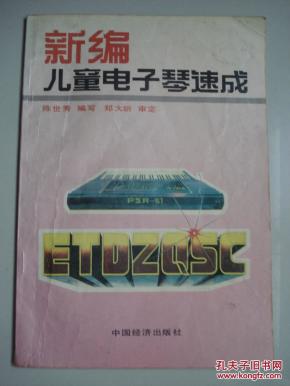 新编
儿童电子琴速成
陈世秀 编写 郑大昕 审定
PSR-61
ETDZQSC
中国经济出版社
孔夫子旧书网